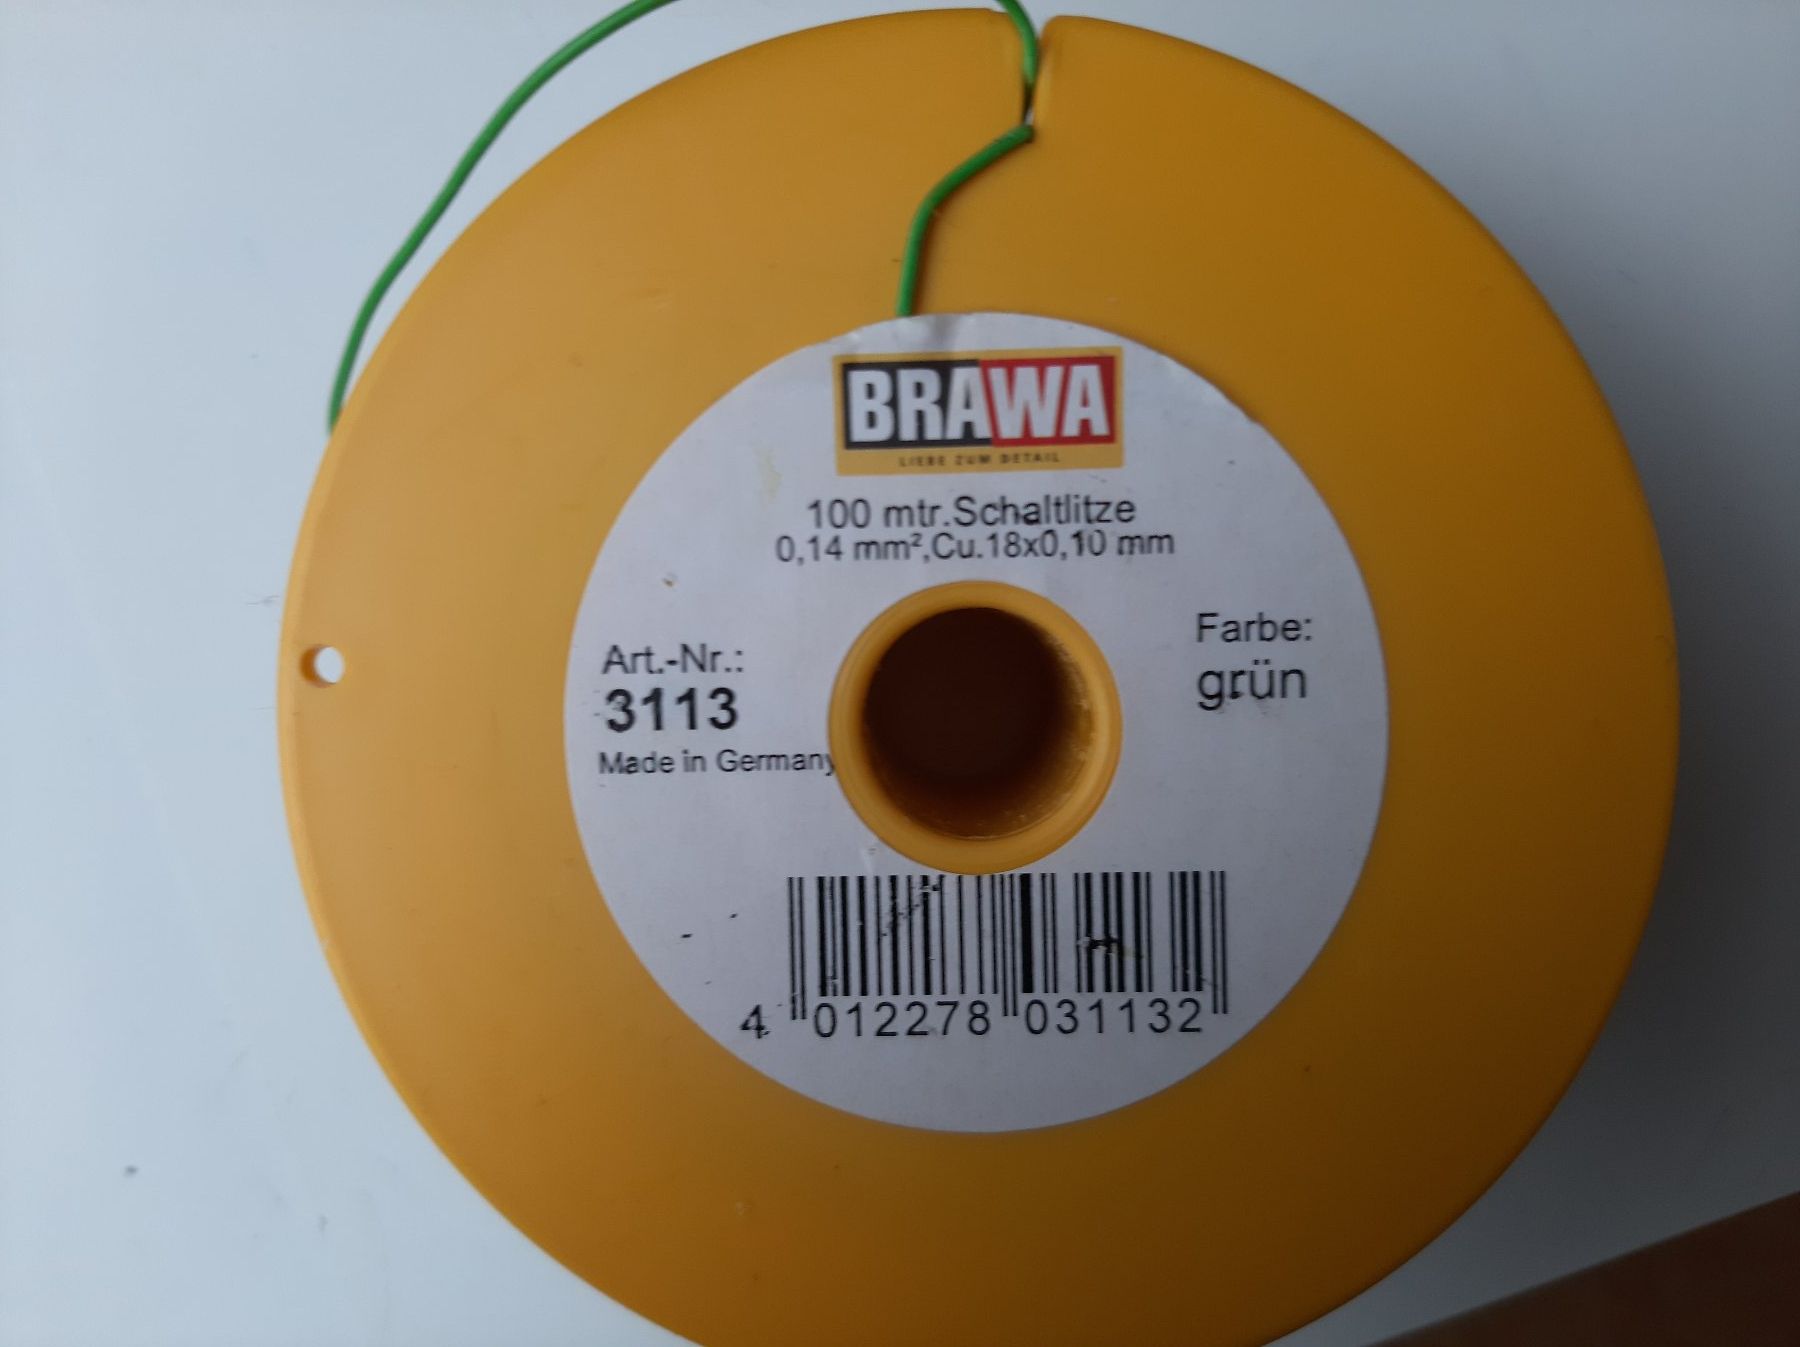 BRAWA
LIEBE ZUM DETAIL
100 mtr.Schaltlitze
0,14 mm²,Cu.18x0,10 mm
Art.-Nr.:
3113
Made in Germany
Farbe:
grün
4 012278 031132